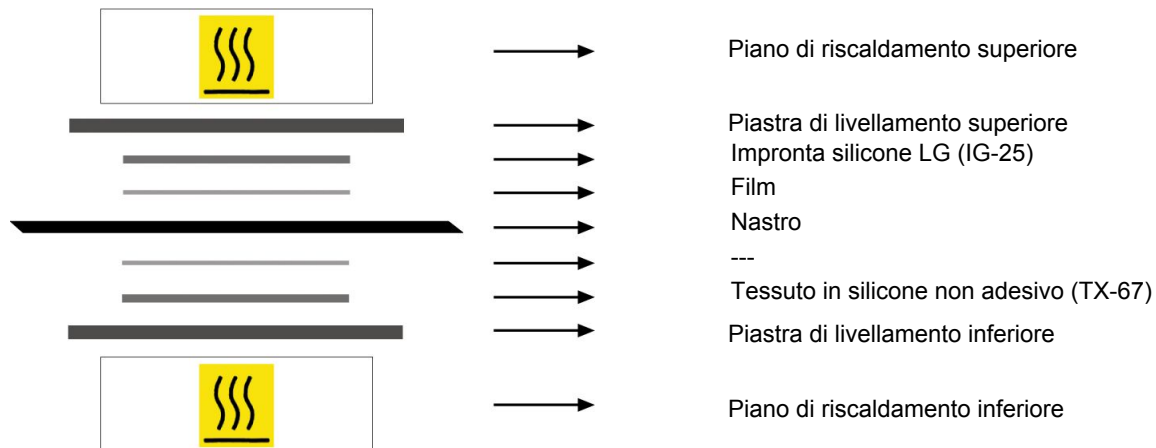 Piano di riscaldamento superiore
Piastra di livellamento superiore
Impronta silicone LG (IG-25)
Film
Nastro
---
Tessuto in silicone non adesivo (TX-67)
Piastra di livellamento inferiore
Piano di riscaldamento inferiore